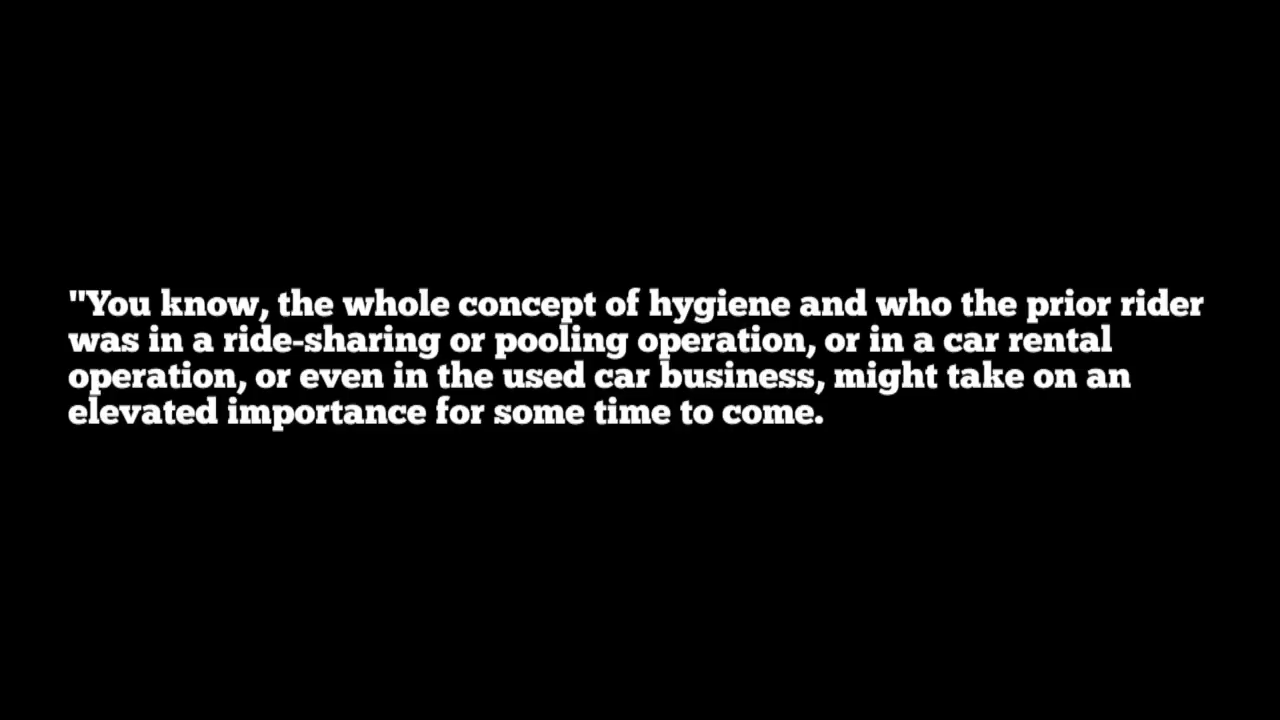 "You know, the whole concept of hygiene and who the prior rider
was in a ride-sharing or pooling operation, or in a car rental
operation, or even in the used car business, might take on an
elevated importance for some time to come.